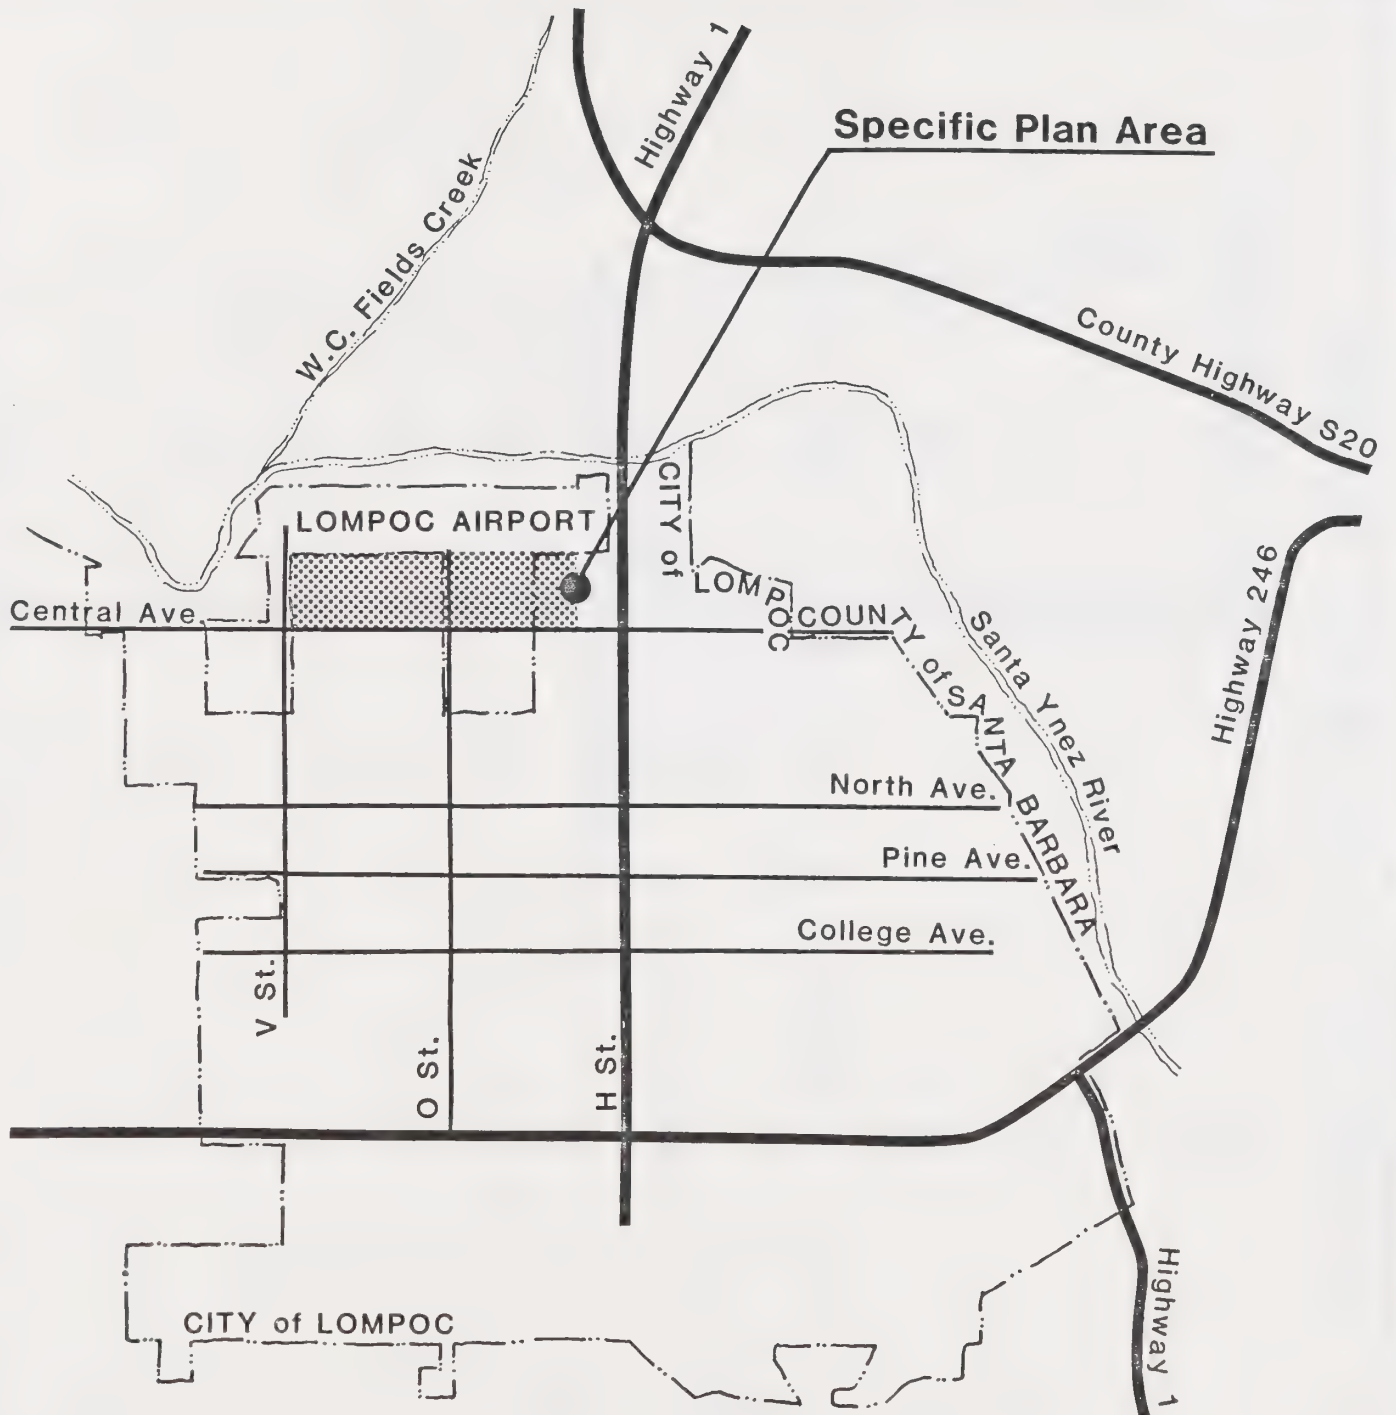 Highway 1
Specific Plan Area
W.C. Fields Creek
County Highway S20
CITY of LOMPOC
LOMPOC AIRPORT
Highway 246
Central Ave.
COUNTY of SANTA BARBARA
Santa Ynez River
North Ave.
Pine Ave.
College Ave.
V St.
O St.
H St.
Highway 1
CITY of LOMPOC